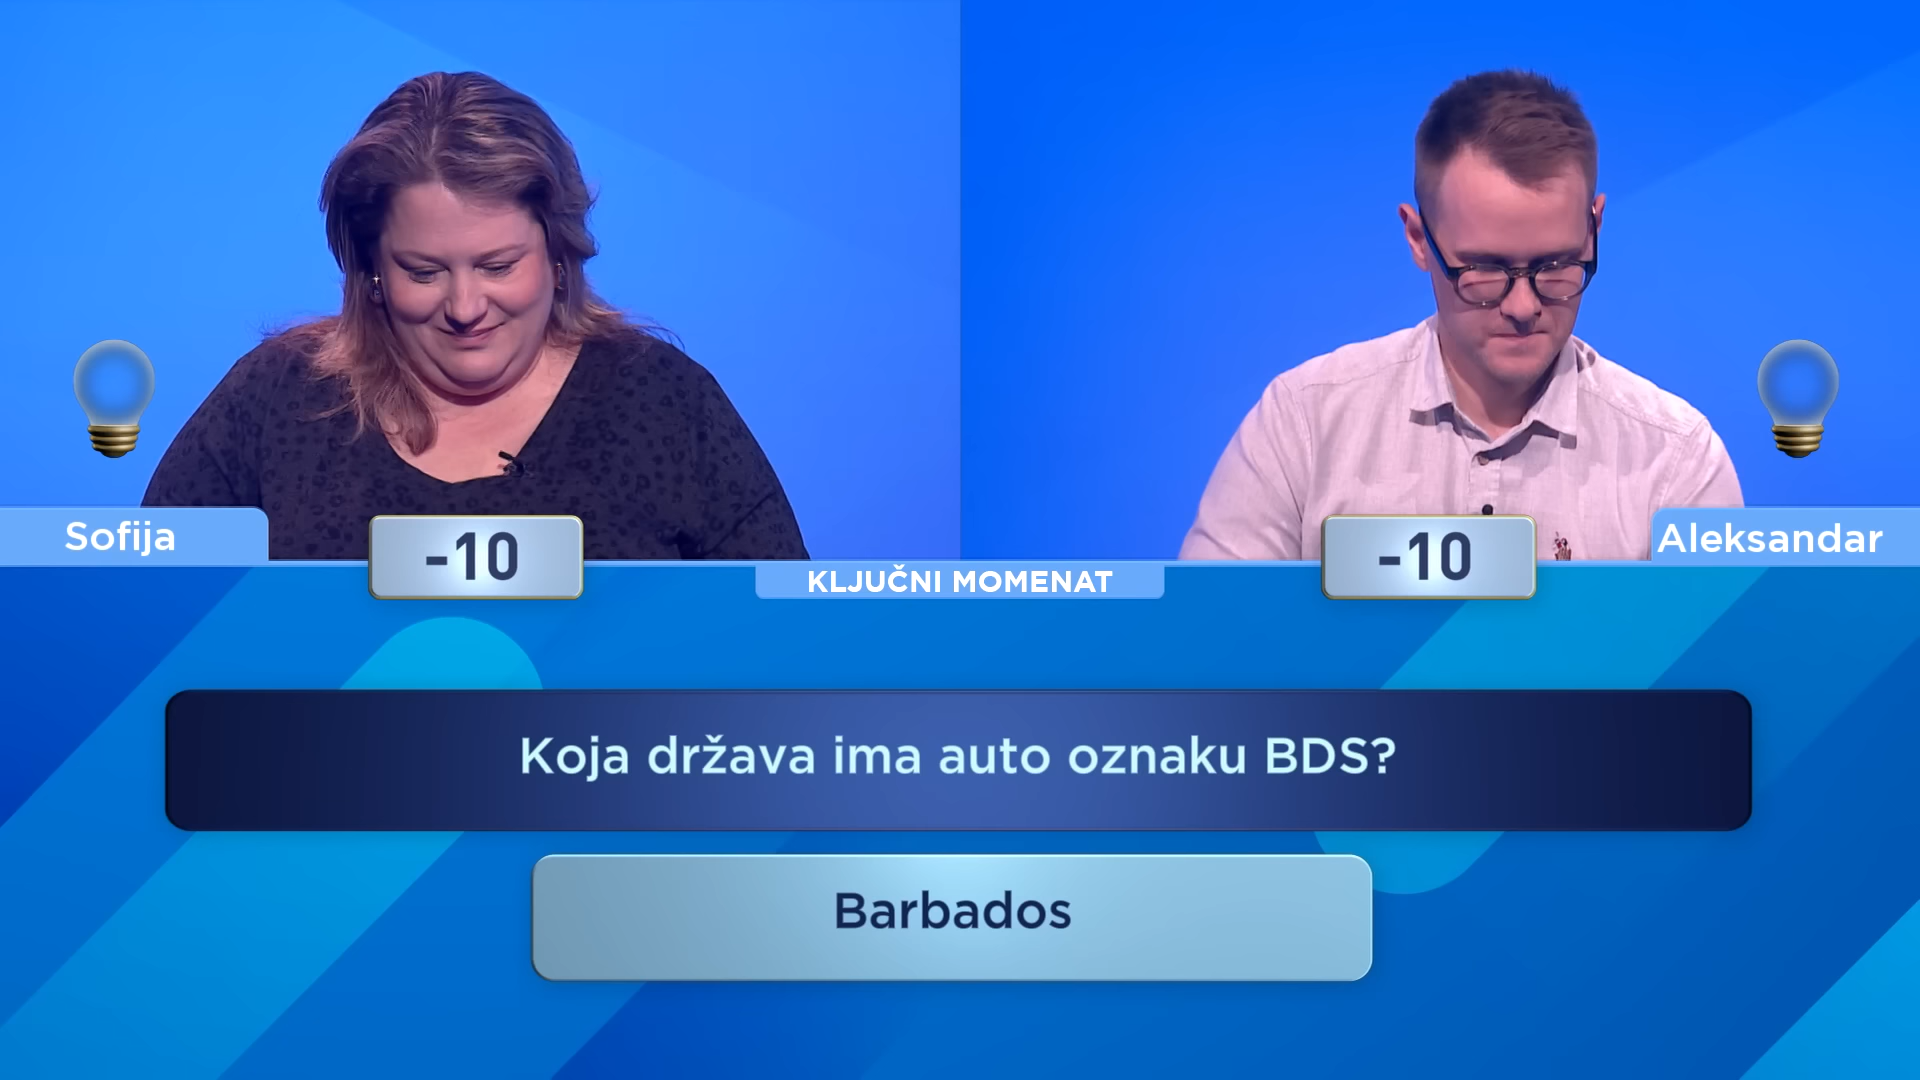 Sofija
-10
KLJUČNI MOMENAT
-10
Aleksandar
Koja država ima auto oznaku BDS?
Barbados